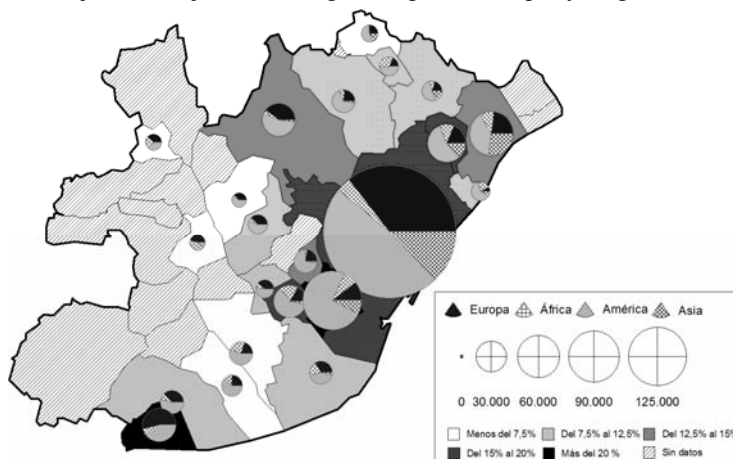 Europa África América Asia
0 30.000 60.000 90.000 125.000
Menos del 7,5% Del 7,5% al 12,5% Del 12,5% al 15%
Del 15% al 20% Más del 20 % Sin datos